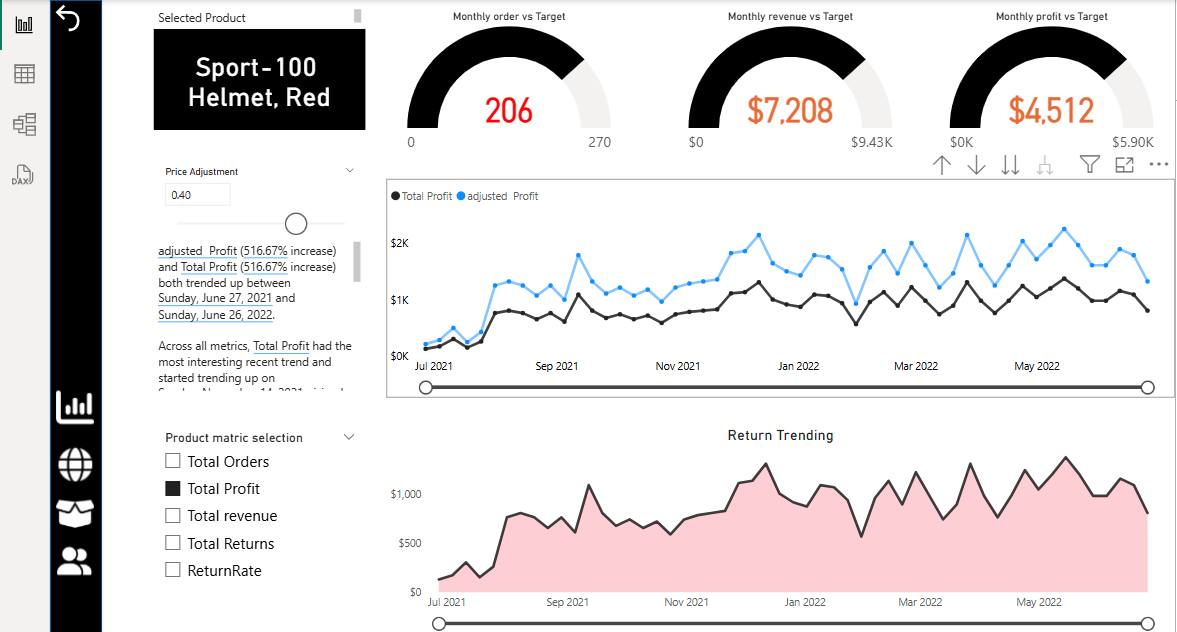 Selected Product
Sport-100
Helmet, Red
Monthly order vs Target
206
0
270
Monthly revenue vs Target
$7,208
$0
$9.43K
Monthly profit vs Target
$4,512
$0K
$5.90K
DAX
Price Adjustment
0.40
adjusted Profit (516.67% increase)
and Total Profit (516.67% increase)
both trended up between
Sunday, June 27, 2021 and
Sunday, June 26, 2022.
Across all metrics, Total Profit had the
most interesting recent trend and
started trending up on
Total Profit
adjusted Profit
$2K
$1K
$0K
Jul 2021
Sep 2021
Nov 2021
Jan 2022
Mar 2022
May 2022
Product matric selection
Total Orders
Total Profit
Total revenue
Total Returns
ReturnRate
Return Trending
$1,000
$500
$0
Jul 2021
Sep 2021
Nov 2021
Jan 2022
Mar 2022
May 2022